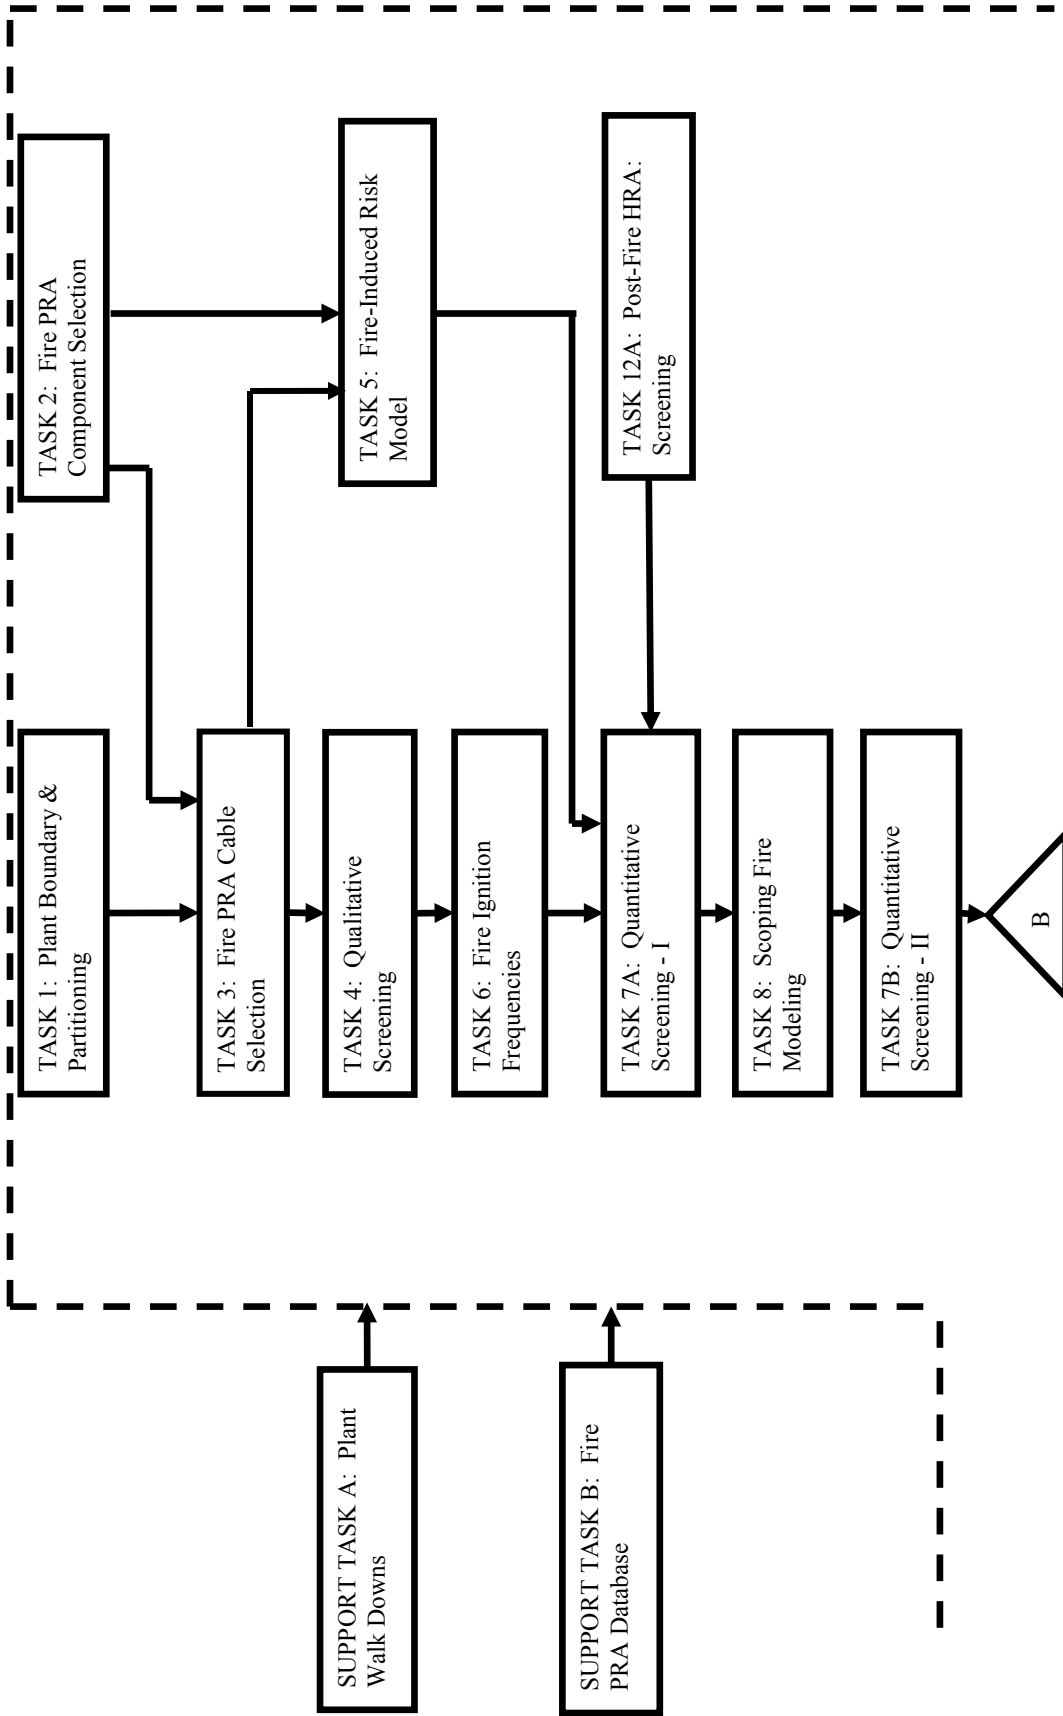 TASK 1: Plant Boundary &
Partitioning
TASK 2: Fire PRA
Component Selection
TASK 3: Fire PRA Cable
Selection
TASK 4: Qualitative
Screening
TASK 5: Fire-Induced Risk
Model
SUPPORT TASK A: Plant
Walk Downs
TASK 6: Fire Ignition
Frequencies
SUPPORT TASK B: Fire
PRA Database
TASK 7A: Quantitative
Screening - I
TASK 12A: Post-Fire HRA:
Screening
TASK 8: Scoping Fire
Modeling
TASK 7B: Quantitative
Screening - II
B